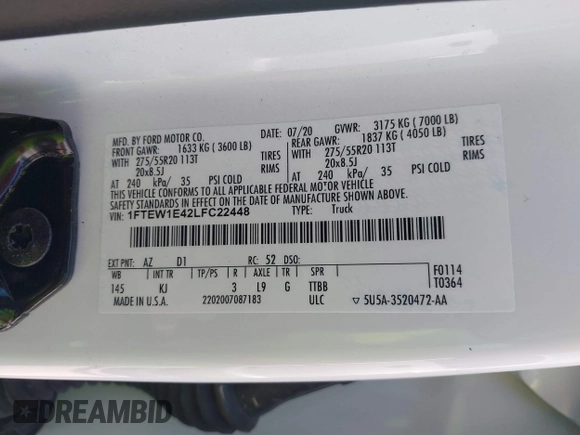 MFD. BY FORD MOTOR CO.
DATE: 07/20 GVWR: 3175 KG ( 7000 LB)
FRONT GAWR: 1633 KG ( 3600 LB)
REAR GAWR: 1837 KG ( 4050 LB)
WITH 275/55R20 113T TIRES
WITH 275/55R20 113T TIRES
20x8.5J RIMS
20x8.5J RIMS
AT 240 kPa/ 35 PSI COLD
AT 240 kPa/ 35 PSI COLD
THIS VEHICLE CONFORMS TO ALL APPLICABLE FEDERAL MOTOR VEHICLE
SAFETY STANDARDS IN EFFECT ON THE DATE OF MANUFACTURE SHOWN ABOVE.
VIN: 1FTEW1E42LFC22448 TYPE: Truck
EXT PNT: AZ D1 RC: 52 DSO:
WB INT TR TP/PS R AXLE TR SPR
145 KJ 3 L9 G TTBB
F0114
T0364
MADE IN U.S.A. 2202007087183 ULC ▽ 5U5A-3520472-AA
DREAMBID